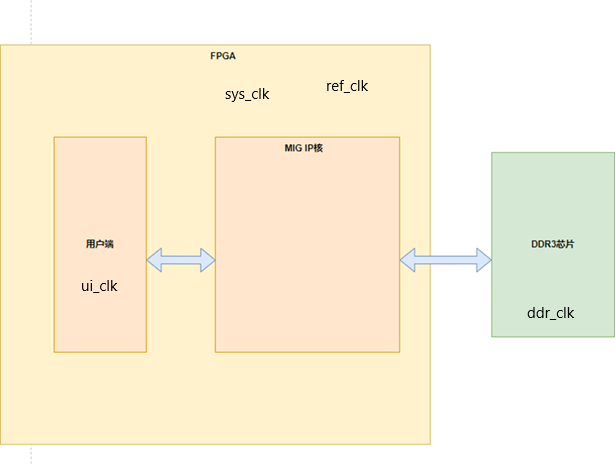 FPGA
sys_clk
ref_clk
MIG IP核
用户端
ui_clk
DDR3芯片
ddr_clk